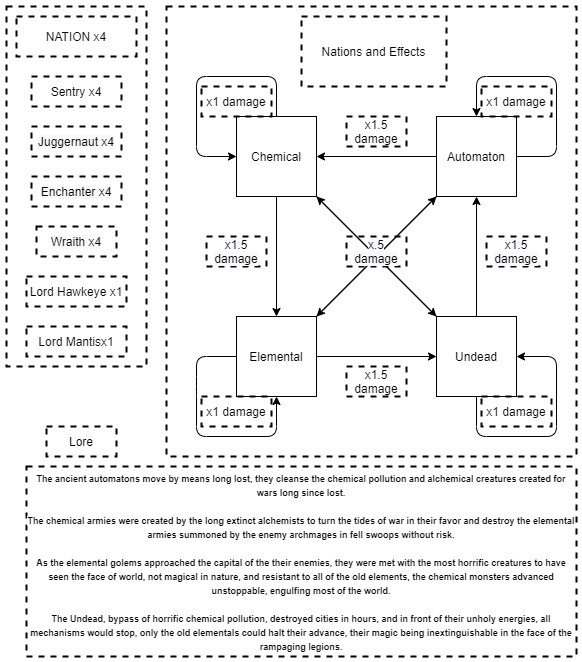 NATION x4
Sentry x4
Juggernaut x4
Enchanter x4
Wraith x4
Lord Hawkeye x1
Lord Mantisx1
Nations and Effects
x1 damage
x1 damage
x1.5
damage
Chemical
Automaton
x1.5
damage
x.5
damage
x1.5
damage
Elemental
Undead
x1.5
damage
x1 damage
x1 damage
Lore
The ancient automatons move by means long lost, they cleanse the chemical pollution and alchemical creatures created for
wars long since lost.
The chemical armies were created by the long extinct alchemists to turn the tides of war in their favor and destroy the elemental
armies summoned by the enemy archmages in fell swoops without risk.
As the elemental golems approached the capital of the their enemies, they were met with the most horrific creatures to have
seen the face of world, not magical in nature, and resistant to all of the old elements, the chemical monsters advanced
unstoppable, engulfing most of the world.
The Undead, bypass of horrific chemical pollution, destroyed cities in hours, and in front of their unholy energies, all
mechanisms would stop, only the old elementals could halt their advance, their magic being inextinguishable in the face of the
rampaging legions.